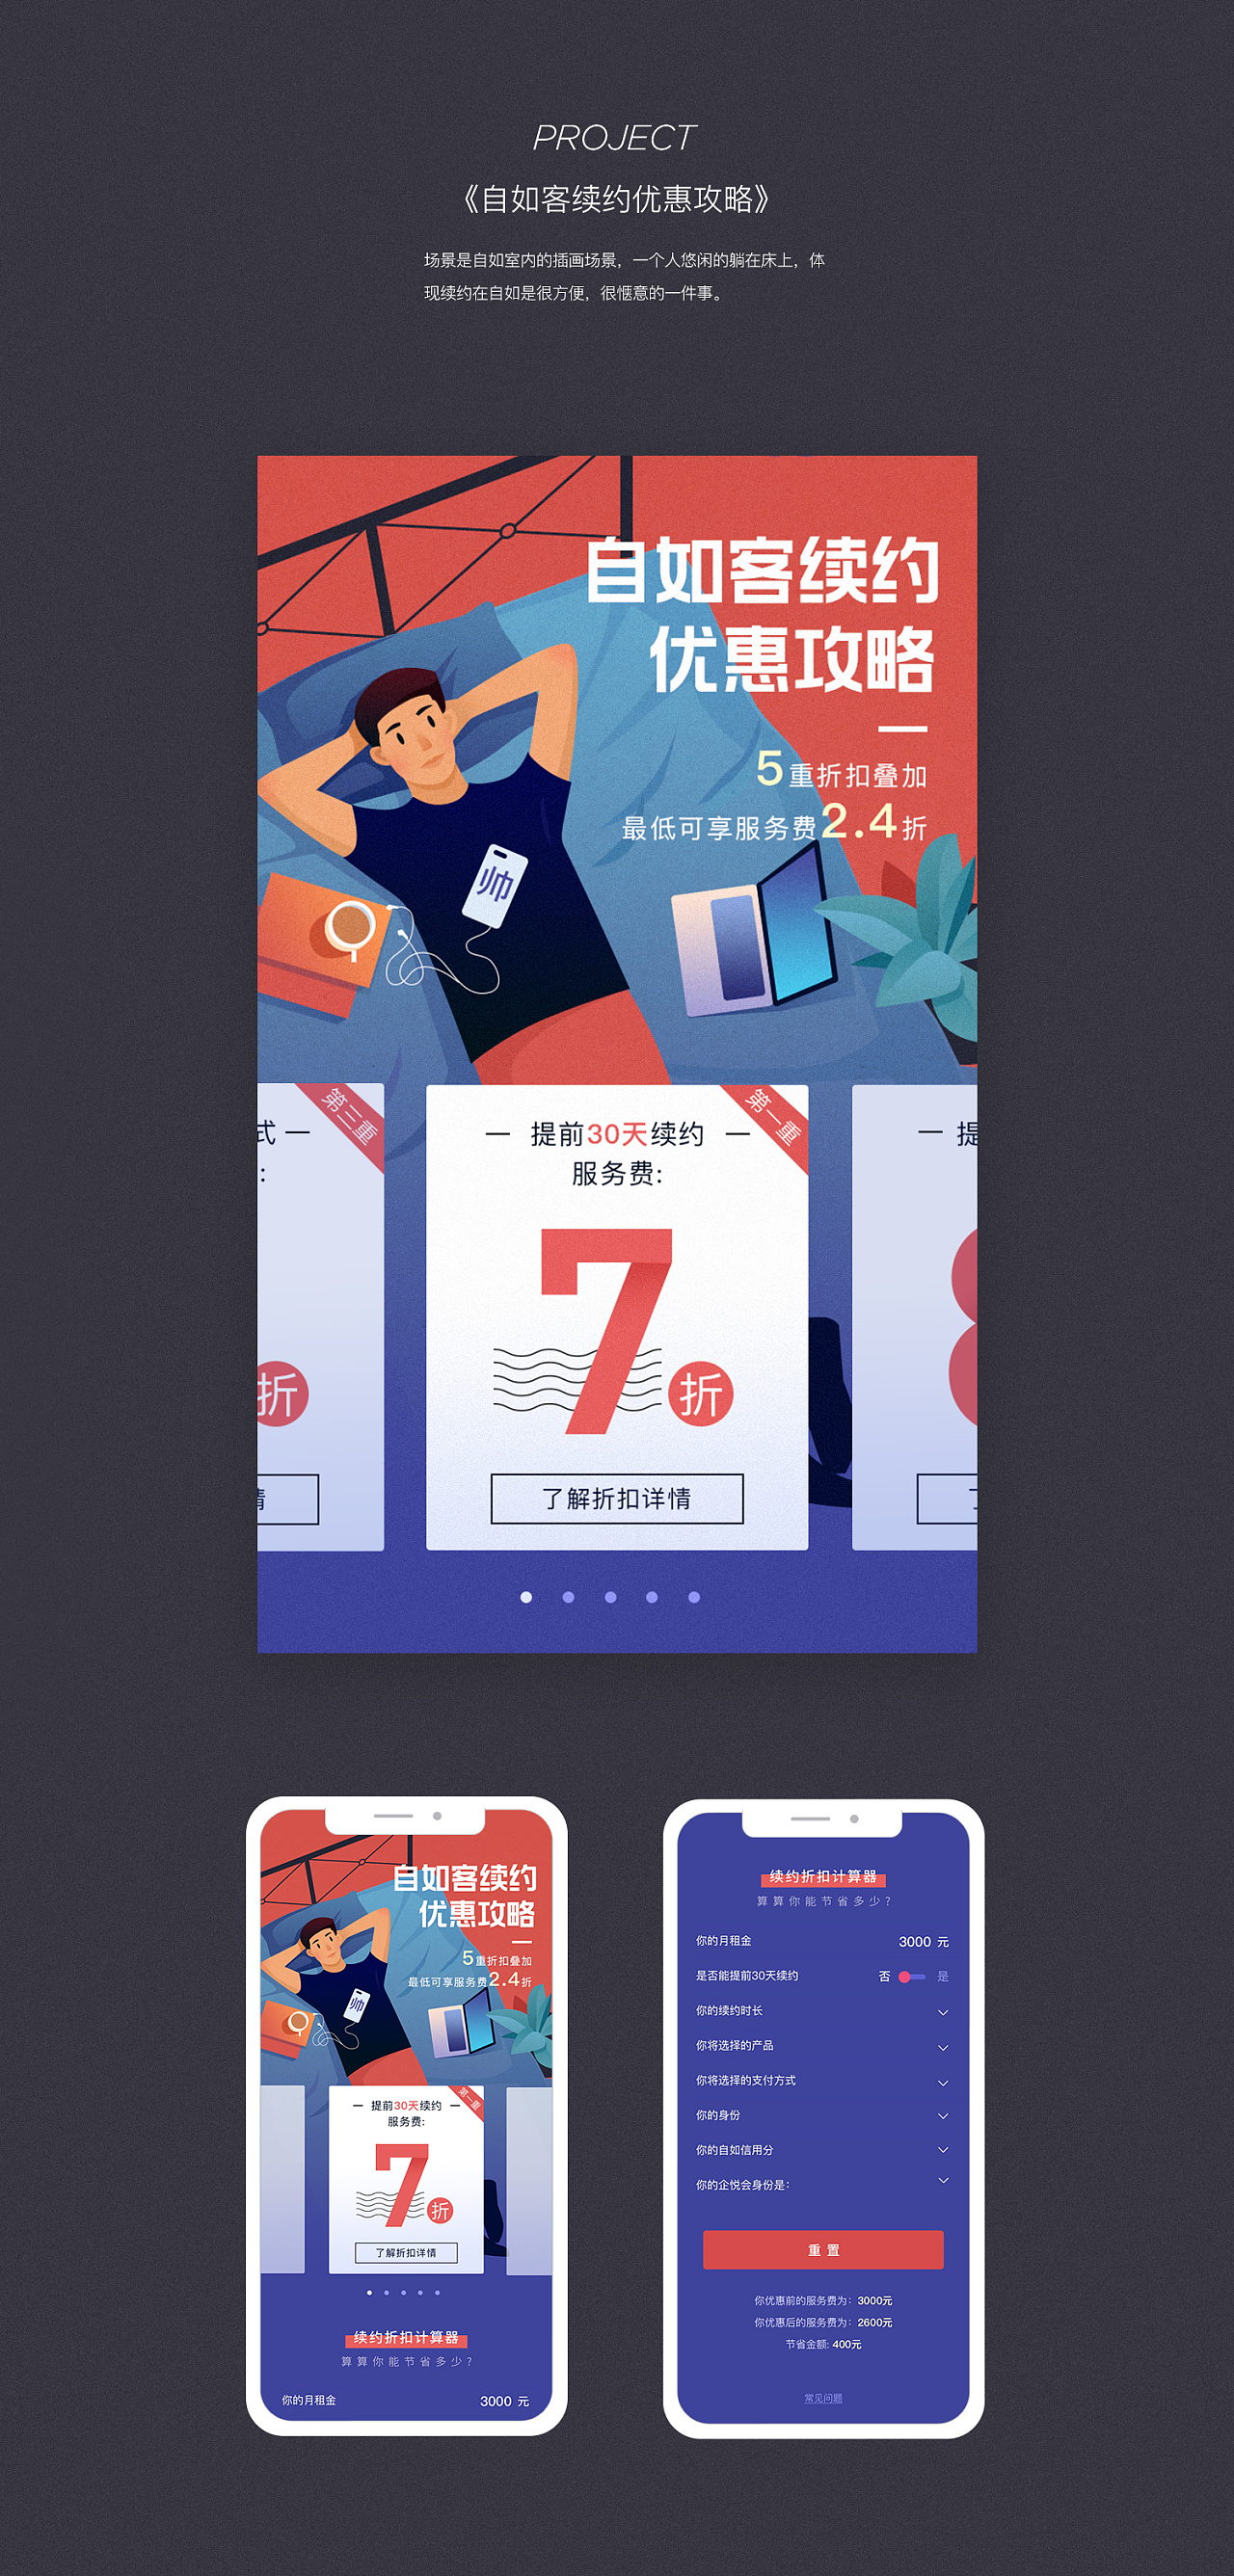 PROJECT
《自如客续约优惠攻略》
场景是自如室内的插画场景，一个人悠闲的躺在床上，体
现续约在自如是很方便，很惬意的一件事。
自如客续约
优惠攻略
5重折扣叠加
最低可享服务费2.4折
帅
第三重
式
:
折
情
第一重
提前30天续约
服务费:
7
折
了解折扣详情
提
自如客续约
优惠攻略
5重折扣叠加
最低可享服务费2.4折
帅
第一重
提前30天续约
服务费:
7
折
了解折扣详情
续约折扣计算器
算算你能节省多少?
你的月租金 3000 元
续约折扣计算器
算算你能节省多少?
你的月租金 3000 元
是否能提前30天续约 否 是
你的续约时长
你将选择的产品
你将选择的支付方式
你的身份
你的自如信用分
你的企悦会身份是：
重置
你优惠前的服务费为：3000元
你优惠后的服务费为：2600元
节省金额: 400元
常见问题